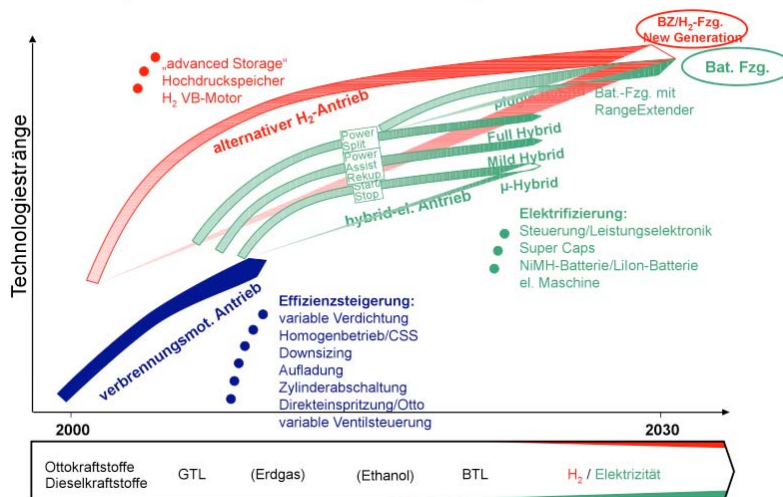 BZ/H2-Fzg.
New Generation
Bat. Fzg.
„advanced Storage“
Hochdruckspeicher
H2 VB-Motor
alternativer H2-Antrieb
Bat.-Fzg. mit
RangeExtender
Power
Split
Full Hybrid
Power
Assist
Rekup
Mild Hybrid
Start/
Stop
µ-Hybrid
hybrid-el. Antrieb
Elektrifizierung:
Steuerung/Leistungselektronik
Super Caps
NiMH-Batterie/LiIon-Batterie
el. Maschine
Technologiestränge
verbrennungsmot. Antrieb
Effizienzsteigerung:
variable Verdichtung
Homogenbetrieb/CSS
Downsizing
Aufladung
Zylinderabschaltung
Direkteinspritzung/Otto
variable Ventilsteuerung
2000
2030
Ottokraftstoffe
Dieselkraftstoffe
GTL
(Erdgas)
(Ethanol)
BTL
H2 / Elektrizität